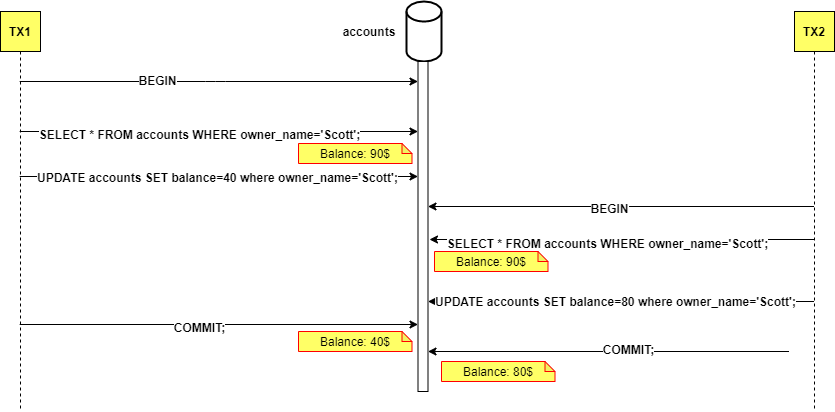 TX1
accounts
TX2
BEGIN
SELECT * FROM accounts WHERE owner_name='Scott';
Balance: 90$
UPDATE accounts SET balance=40 where owner_name='Scott';
BEGIN
SELECT * FROM accounts WHERE owner_name='Scott';
Balance: 90$
UPDATE accounts SET balance=80 where owner_name='Scott';
COMMIT;
Balance: 40$
COMMIT;
Balance: 80$